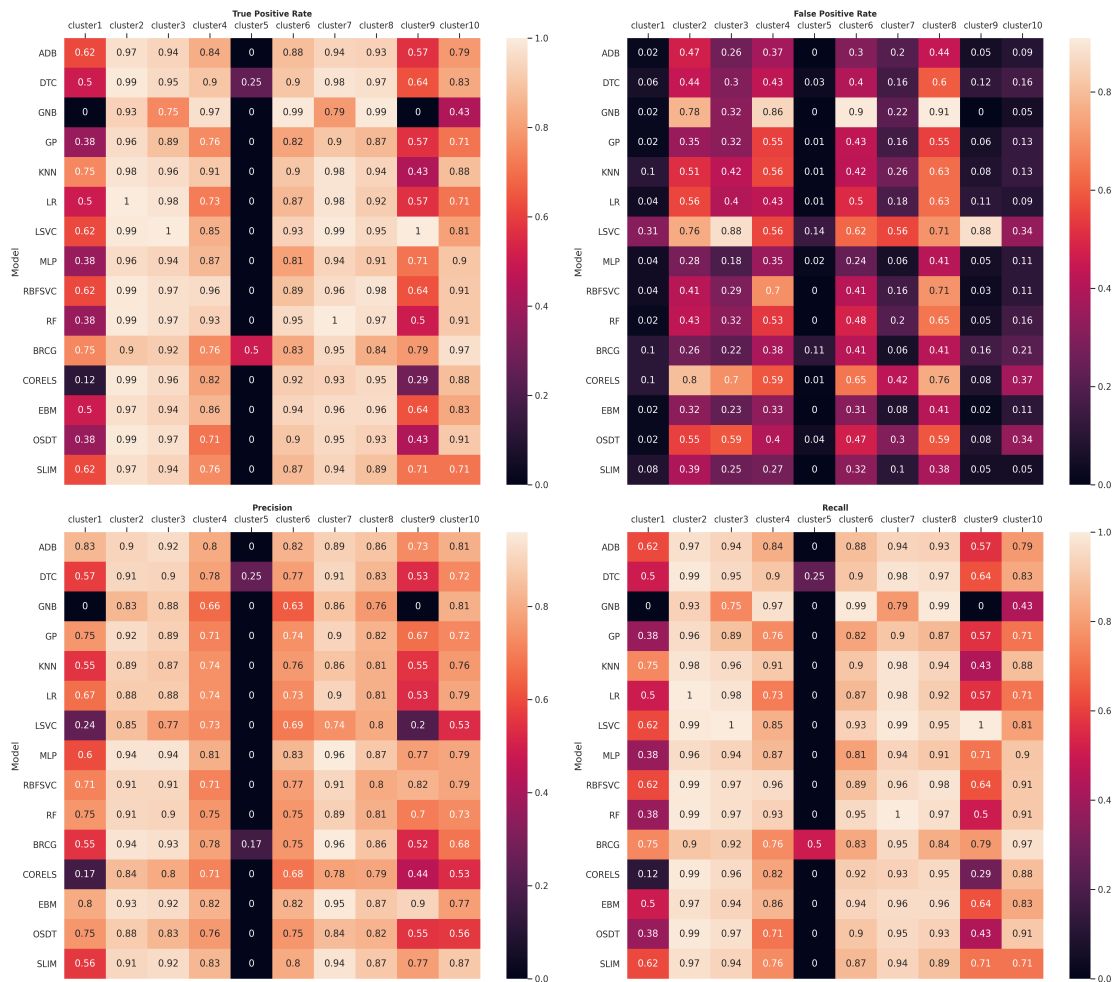 True Positive Rate
cluster1 cluster2 cluster3 cluster4 cluster5 cluster6 cluster7 cluster8 cluster9 cluster10
ADB 0.62 0.97 0.94 0.84 0 0.88 0.94 0.93 0.57 0.79
DTC 0.5 0.99 0.95 0.9 0.25 0.9 0.98 0.97 0.64 0.83
GNB 0 0.93 0.75 0.97 0 0.99 0.79 0.99 0 0.43
GP 0.38 0.96 0.89 0.76 0 0.82 0.9 0.87 0.57 0.71
KNN 0.75 0.98 0.96 0.91 0 0.9 0.98 0.94 0.43 0.88
LR 0.5 1 0.98 0.73 0 0.87 0.98 0.92 0.57 0.71
LSVC 0.62 0.99 1 0.85 0 0.93 0.99 0.95 1 0.81
MLP 0.38 0.96 0.94 0.87 0 0.81 0.94 0.91 0.71 0.9
RBFSVC 0.62 0.99 0.97 0.96 0 0.89 0.96 0.98 0.64 0.91
RF 0.38 0.99 0.97 0.93 0 0.95 1 0.97 0.5 0.91
BRCG 0.75 0.9 0.92 0.76 0.5 0.83 0.95 0.84 0.79 0.97
CORELS 0.12 0.99 0.96 0.82 0 0.92 0.93 0.95 0.29 0.88
EBM 0.5 0.97 0.94 0.86 0 0.94 0.96 0.96 0.64 0.83
OSDT 0.38 0.99 0.97 0.71 0 0.9 0.95 0.93 0.43 0.91
SLIM 0.62 0.97 0.94 0.76 0 0.87 0.94 0.89 0.71 0.71
Model
1.0
0.8
0.6
0.4
0.2
0.0
False Positive Rate
cluster1 cluster2 cluster3 cluster4 cluster5 cluster6 cluster7 cluster8 cluster9 cluster10
ADB 0.02 0.47 0.26 0.37 0 0.3 0.2 0.44 0.05 0.09
DTC 0.06 0.44 0.3 0.43 0.03 0.4 0.16 0.6 0.12 0.16
GNB 0.02 0.78 0.32 0.86 0 0.9 0.22 0.91 0 0.05
GP 0.02 0.35 0.32 0.55 0.01 0.43 0.16 0.55 0.06 0.13
KNN 0.1 0.51 0.42 0.56 0.01 0.42 0.26 0.63 0.08 0.13
LR 0.04 0.56 0.4 0.43 0.01 0.5 0.18 0.63 0.11 0.09
LSVC 0.31 0.76 0.88 0.56 0.14 0.62 0.56 0.71 0.88 0.34
MLP 0.04 0.28 0.18 0.35 0.02 0.24 0.06 0.41 0.05 0.11
RBFSVC 0.04 0.41 0.29 0.7 0 0.41 0.16 0.71 0.03 0.11
RF 0.02 0.43 0.32 0.53 0 0.48 0.2 0.65 0.05 0.16
BRCG 0.1 0.26 0.22 0.38 0.11 0.41 0.06 0.41 0.16 0.21
CORELS 0.1 0.8 0.7 0.59 0.01 0.65 0.42 0.76 0.08 0.37
EBM 0.02 0.32 0.23 0.33 0 0.31 0.08 0.41 0.02 0.11
OSDT 0.02 0.55 0.59 0.4 0.04 0.47 0.3 0.59 0.08 0.34
SLIM 0.08 0.39 0.25 0.27 0 0.32 0.1 0.38 0.05 0.05
Model
0.8
0.6
0.4
0.2
0.0
Precision
cluster1 cluster2 cluster3 cluster4 cluster5 cluster6 cluster7 cluster8 cluster9 cluster10
ADB 0.83 0.9 0.92 0.8 0 0.82 0.89 0.86 0.73 0.81
DTC 0.57 0.91 0.9 0.78 0.25 0.77 0.91 0.83 0.53 0.72
GNB 0 0.83 0.88 0.66 0 0.63 0.86 0.76 0 0.81
GP 0.75 0.92 0.89 0.71 0 0.74 0.9 0.82 0.67 0.72
KNN 0.55 0.89 0.87 0.74 0 0.76 0.86 0.81 0.55 0.76
LR 0.67 0.88 0.88 0.74 0 0.73 0.9 0.81 0.53 0.79
LSVC 0.24 0.85 0.77 0.73 0 0.69 0.74 0.8 0.2 0.53
MLP 0.6 0.94 0.94 0.81 0 0.83 0.96 0.87 0.77 0.79
RBFSVC 0.71 0.91 0.91 0.71 0 0.77 0.91 0.8 0.82 0.79
RF 0.75 0.91 0.9 0.75 0 0.75 0.89 0.81 0.7 0.73
BRCG 0.55 0.94 0.93 0.78 0.17 0.75 0.96 0.86 0.52 0.68
CORELS 0.17 0.84 0.8 0.71 0 0.68 0.78 0.79 0.44 0.53
EBM 0.8 0.93 0.92 0.82 0 0.82 0.95 0.87 0.9 0.77
OSDT 0.75 0.88 0.83 0.76 0 0.75 0.84 0.82 0.55 0.56
SLIM 0.56 0.91 0.92 0.83 0 0.8 0.94 0.87 0.77 0.87
Model
0.8
0.6
0.4
0.2
0.0
Recall
cluster1 cluster2 cluster3 cluster4 cluster5 cluster6 cluster7 cluster8 cluster9 cluster10
ADB 0.62 0.97 0.94 0.84 0 0.88 0.94 0.93 0.57 0.79
DTC 0.5 0.99 0.95 0.9 0.25 0.9 0.98 0.97 0.64 0.83
GNB 0 0.93 0.75 0.97 0 0.99 0.79 0.99 0 0.43
GP 0.38 0.96 0.89 0.76 0 0.82 0.9 0.87 0.57 0.71
KNN 0.75 0.98 0.96 0.91 0 0.9 0.98 0.94 0.43 0.88
LR 0.5 1 0.98 0.73 0 0.87 0.98 0.92 0.57 0.71
LSVC 0.62 0.99 1 0.85 0 0.93 0.99 0.95 1 0.81
MLP 0.38 0.96 0.94 0.87 0 0.81 0.94 0.91 0.71 0.9
RBFSVC 0.62 0.99 0.97 0.96 0 0.89 0.96 0.98 0.64 0.91
RF 0.38 0.99 0.97 0.93 0 0.95 1 0.97 0.5 0.91
BRCG 0.75 0.9 0.92 0.76 0.5 0.83 0.95 0.84 0.79 0.97
CORELS 0.12 0.99 0.96 0.82 0 0.92 0.93 0.95 0.29 0.88
EBM 0.5 0.97 0.94 0.86 0 0.94 0.96 0.96 0.64 0.83
OSDT 0.38 0.99 0.97 0.71 0 0.9 0.95 0.93 0.43 0.91
SLIM 0.62 0.97 0.94 0.76 0 0.87 0.94 0.89 0.71 0.71
Model
1.0
0.8
0.6
0.4
0.2
0.0